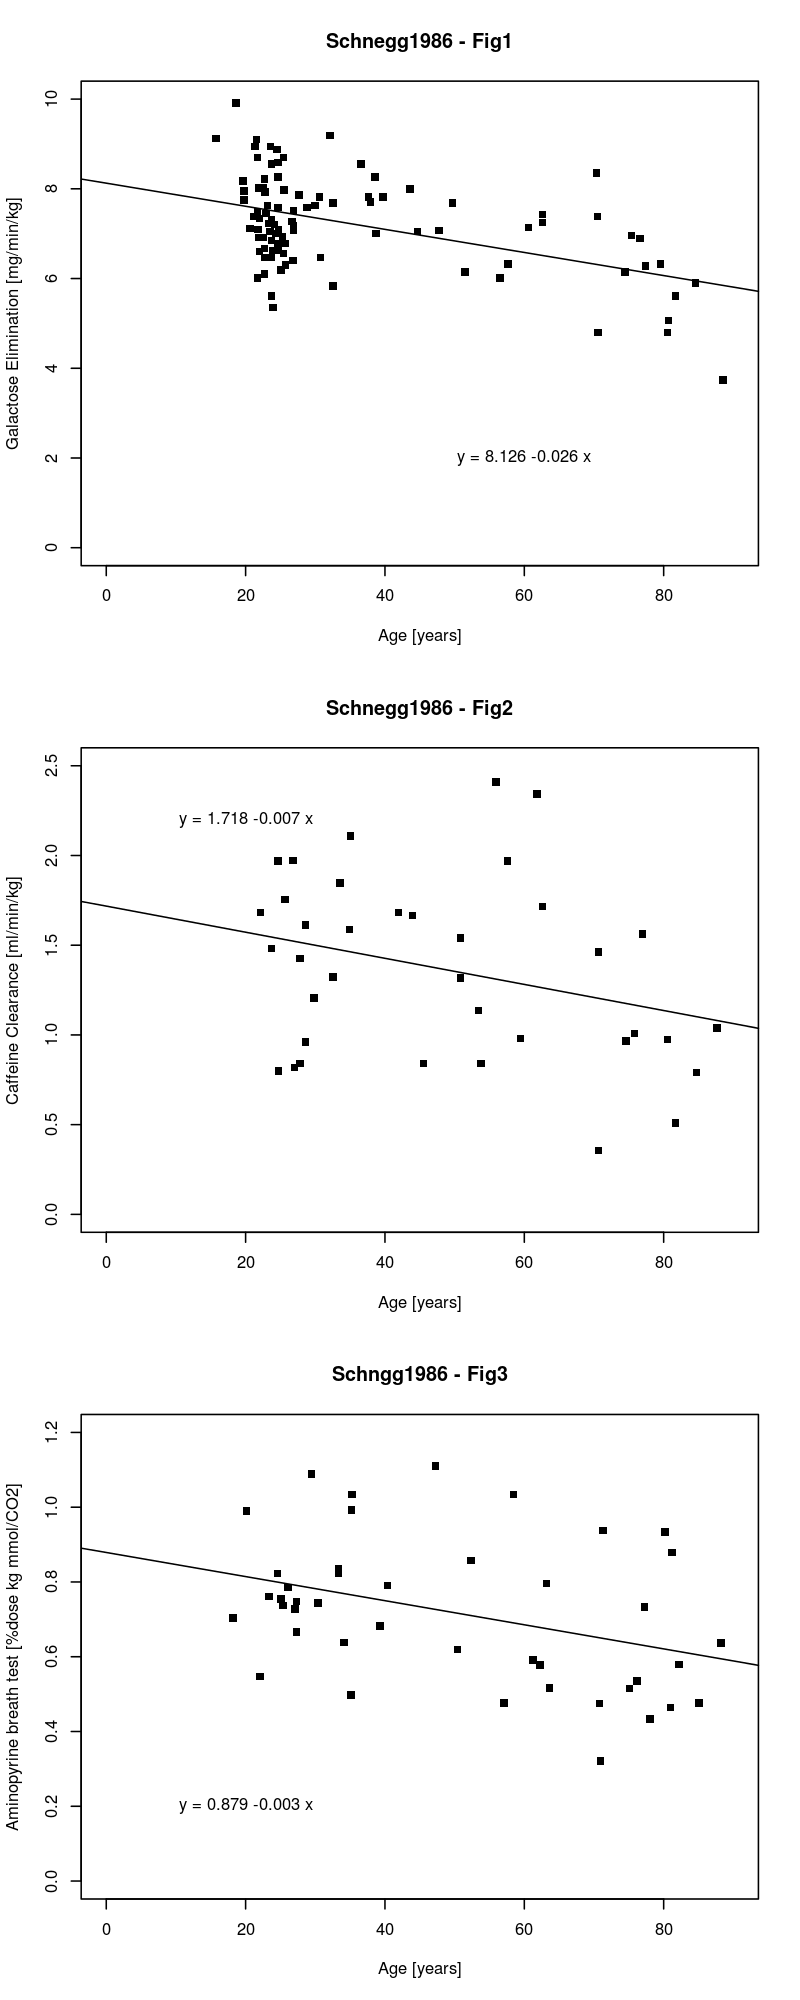 Schnegg1986 - Fig1
Galactose Elimination [mg/min/kg]
10
8
6
4
2
0
y = 8.126 -0.026 x
0 20 40 60 80
Age [years]
Schnegg1986 - Fig2
Caffeine Clearance [ml/min/kg]
2.5
2.0
1.5
1.0
0.5
0.0
y = 1.718 -0.007 x
0 20 40 60 80
Age [years]
Schngg1986 - Fig3
Aminopyrine breath test [%dose kg mmol/CO2]
1.2
1.0
0.8
0.6
0.4
0.2
0.0
y = 0.879 -0.003 x
0 20 40 60 80
Age [years]